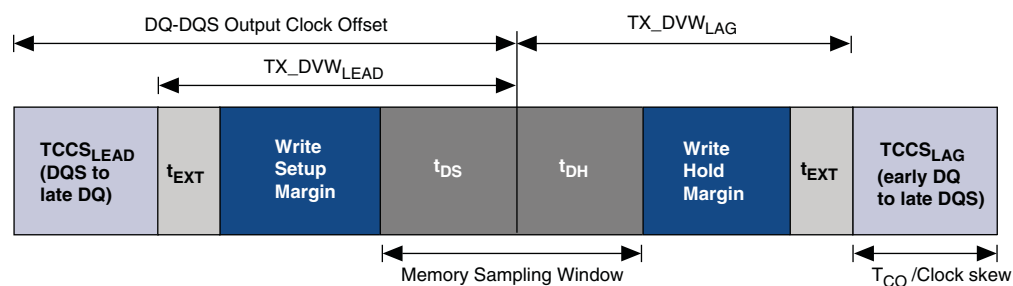 DQ-DQS Output Clock Offset
TX_DVWLAG
TX_DVWLEAD
TCCSLEAD
(DQS to
late DQ)
tEXT
Write
Setup
Margin
tDS
tDH
Write
Hold
Margin
tEXT
TCCSLAG
(early DQ
to late DQS)
Memory Sampling Window
TCO /Clock skew